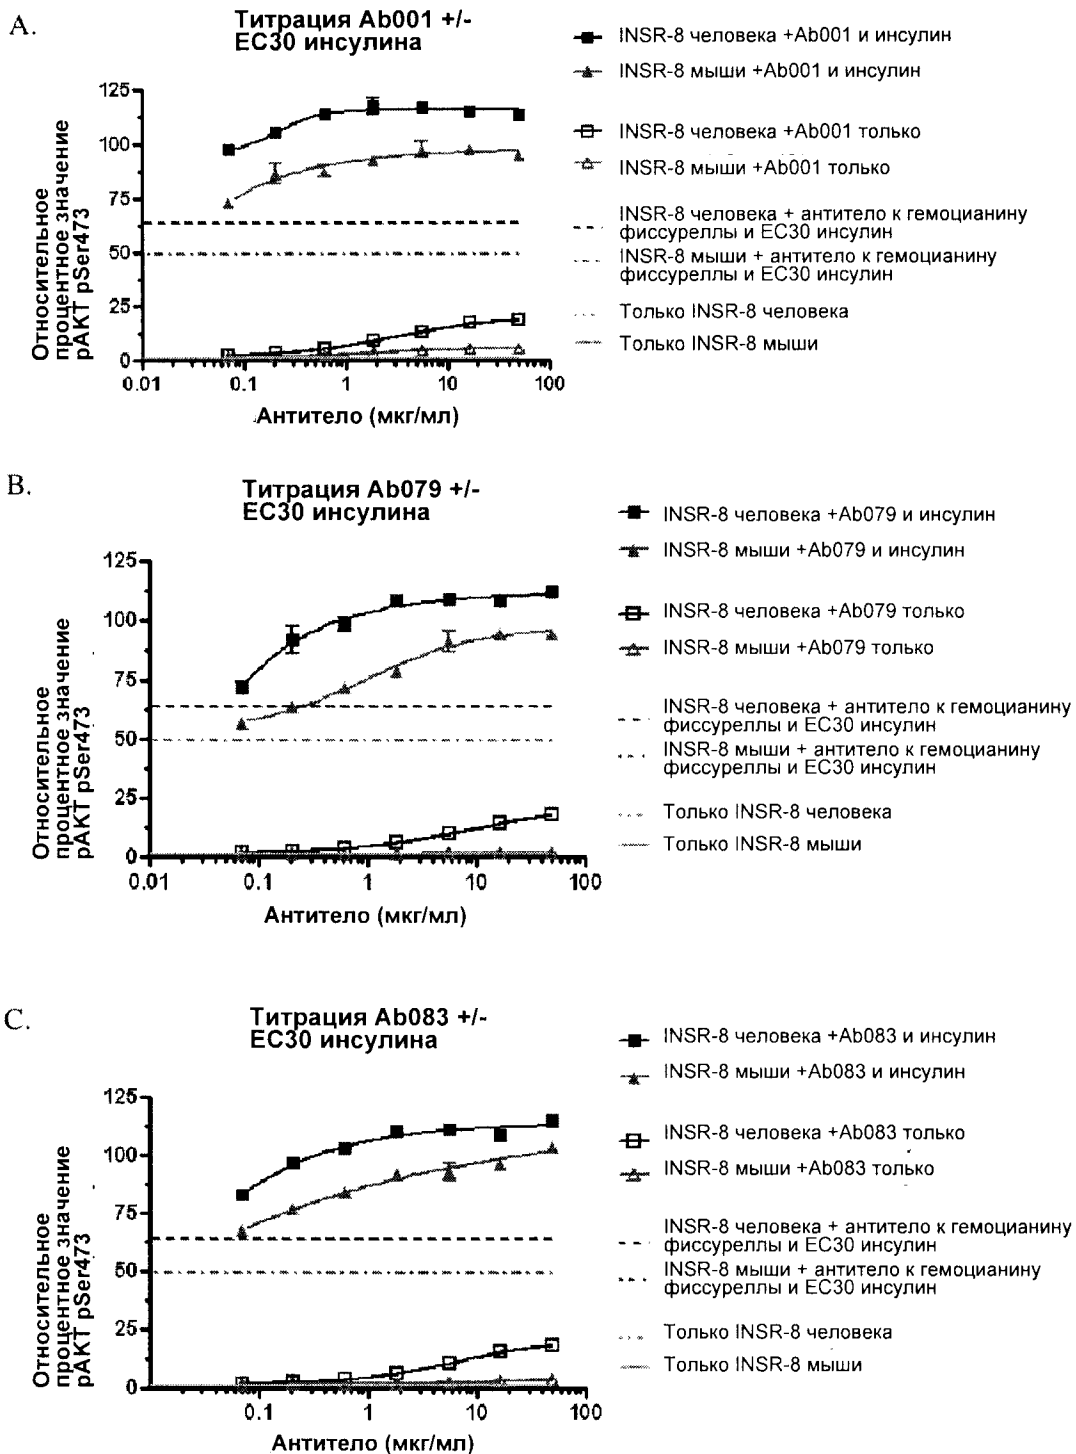 A.
Титрация Ab001 +/-
EC30 инсулина
Относительное
процентное значение
pAKT pSer473
125
100
75
50
25
0
0.01
0.1
1
10
100
Антитело (мкг/мл)
INSR-8 человека +Ab001 и инсулин
INSR-8 мыши +Ab001 и инсулин
INSR-8 человека +Ab001 только
INSR-8 мыши +Ab001 только
INSR-8 человека + антитело к гемоцианину
фиссуреллы и EC30 инсулин
INSR-8 мыши + антитело к гемоцианину
фиссуреллы и EC30 инсулин
Только INSR-8 человека
Только INSR-8 мыши
B.
Титрация Ab079 +/-
EC30 инсулина
Относительное
процентное значение
pAKT pSer473
125
100
75
50
25
0
0.01
0.1
1
10
100
Антитело (мкг/мл)
INSR-8 человека +Ab079 и инсулин
INSR-8 мыши +Ab079 и инсулин
INSR-8 человека +Ab079 только
INSR-8 мыши +Ab079 только
INSR-8 человека + антитело к гемоцианину
фиссуреллы и EC30 инсулин
INSR-8 мыши + антитело к гемоцианину
фиссуреллы и EC30 инсулин
Только INSR-8 человека
Только INSR-8 мыши
C.
Титрация Ab083 +/-
EC30 инсулина
Относительное
процентное значение
pAKT pSer473
125
100
75
50
25
0
0.1
1
10
100
Антитело (мкг/мл)
INSR-8 человека +Ab083 и инсулин
INSR-8 мыши +Ab083 и инсулин
INSR-8 человека +Ab083 только
INSR-8 мыши +Ab083 только
INSR-8 человека + антитело к гемоцианину
фиссуреллы и EC30 инсулин
INSR-8 мыши + антитело к гемоцианину
фиссуреллы и EC30 инсулин
Только INSR-8 человека
Только INSR-8 мыши